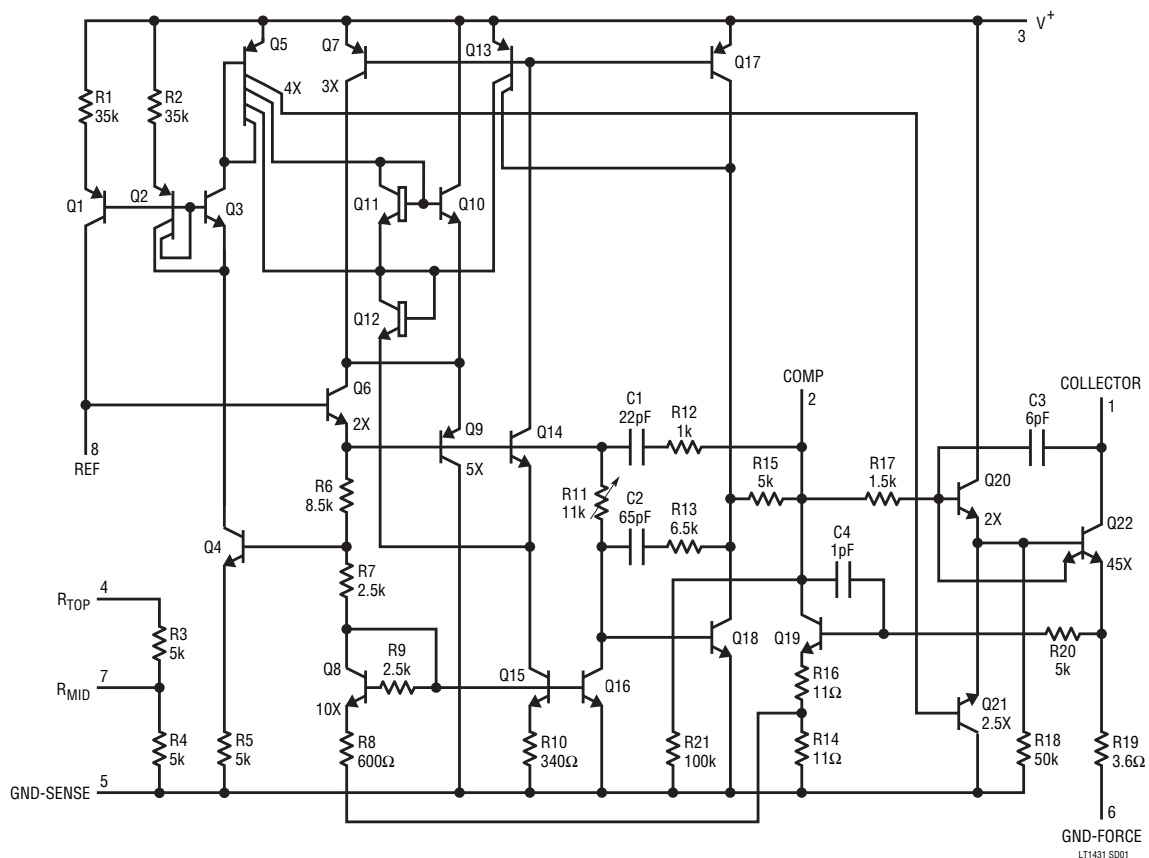 V+
3
Q5
4X
Q7
3X
Q13
Q17
R1
35k
R2
35k
Q1
Q2
Q3
Q11
Q10
Q12
Q6
2X
Q9
5X
Q14
8
REF
COMP
2
COLLECTOR
1
C1
22pF
R12
1k
C3
6pF
R6
8.5k
R11
11k
C2
65pF
R13
6.5k
R15
5k
R17
1.5k
Q20
2X
Q22
45X
Q4
R7
2.5k
C4
1pF
4
RTOP
R3
5k
7
RMID
Q8
10X
R9
2.5k
Q15
Q16
Q18
Q19
R20
5k
R16
11Ω
Q21
2.5X
R4
5k
R5
5k
R8
600Ω
R10
340Ω
R21
100k
R14
11Ω
R18
50k
R19
3.6Ω
5
GND-SENSE
6
GND-FORCE
LT1431 SD01